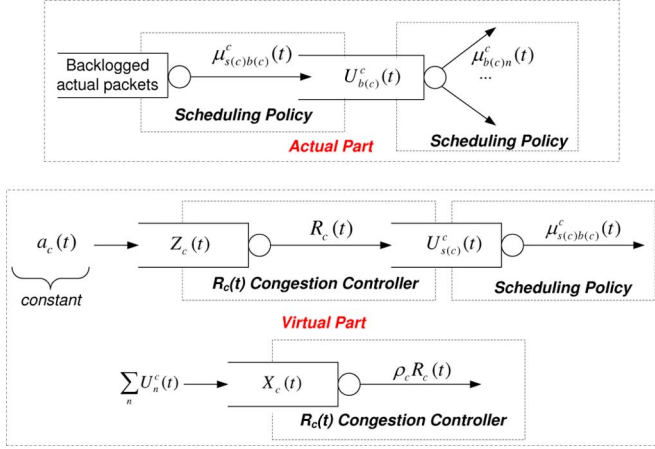 Backlogged
actual packets
μ^c_{s(c)b(c)}(t)
U^c_{b(c)}(t)
μ^c_{b(c)n}(t)
...
Scheduling Policy
Scheduling Policy
Actual Part
a_c(t)
constant
Z_c(t)
R_c(t)
U^c_{s(c)}(t)
μ^c_{s(c)b(c)}(t)
R_c(t) Congestion Controller
Scheduling Policy
Virtual Part
∑_n U^c_n(t)
X_c(t)
ρ_c R_c(t)
R_c(t) Congestion Controller